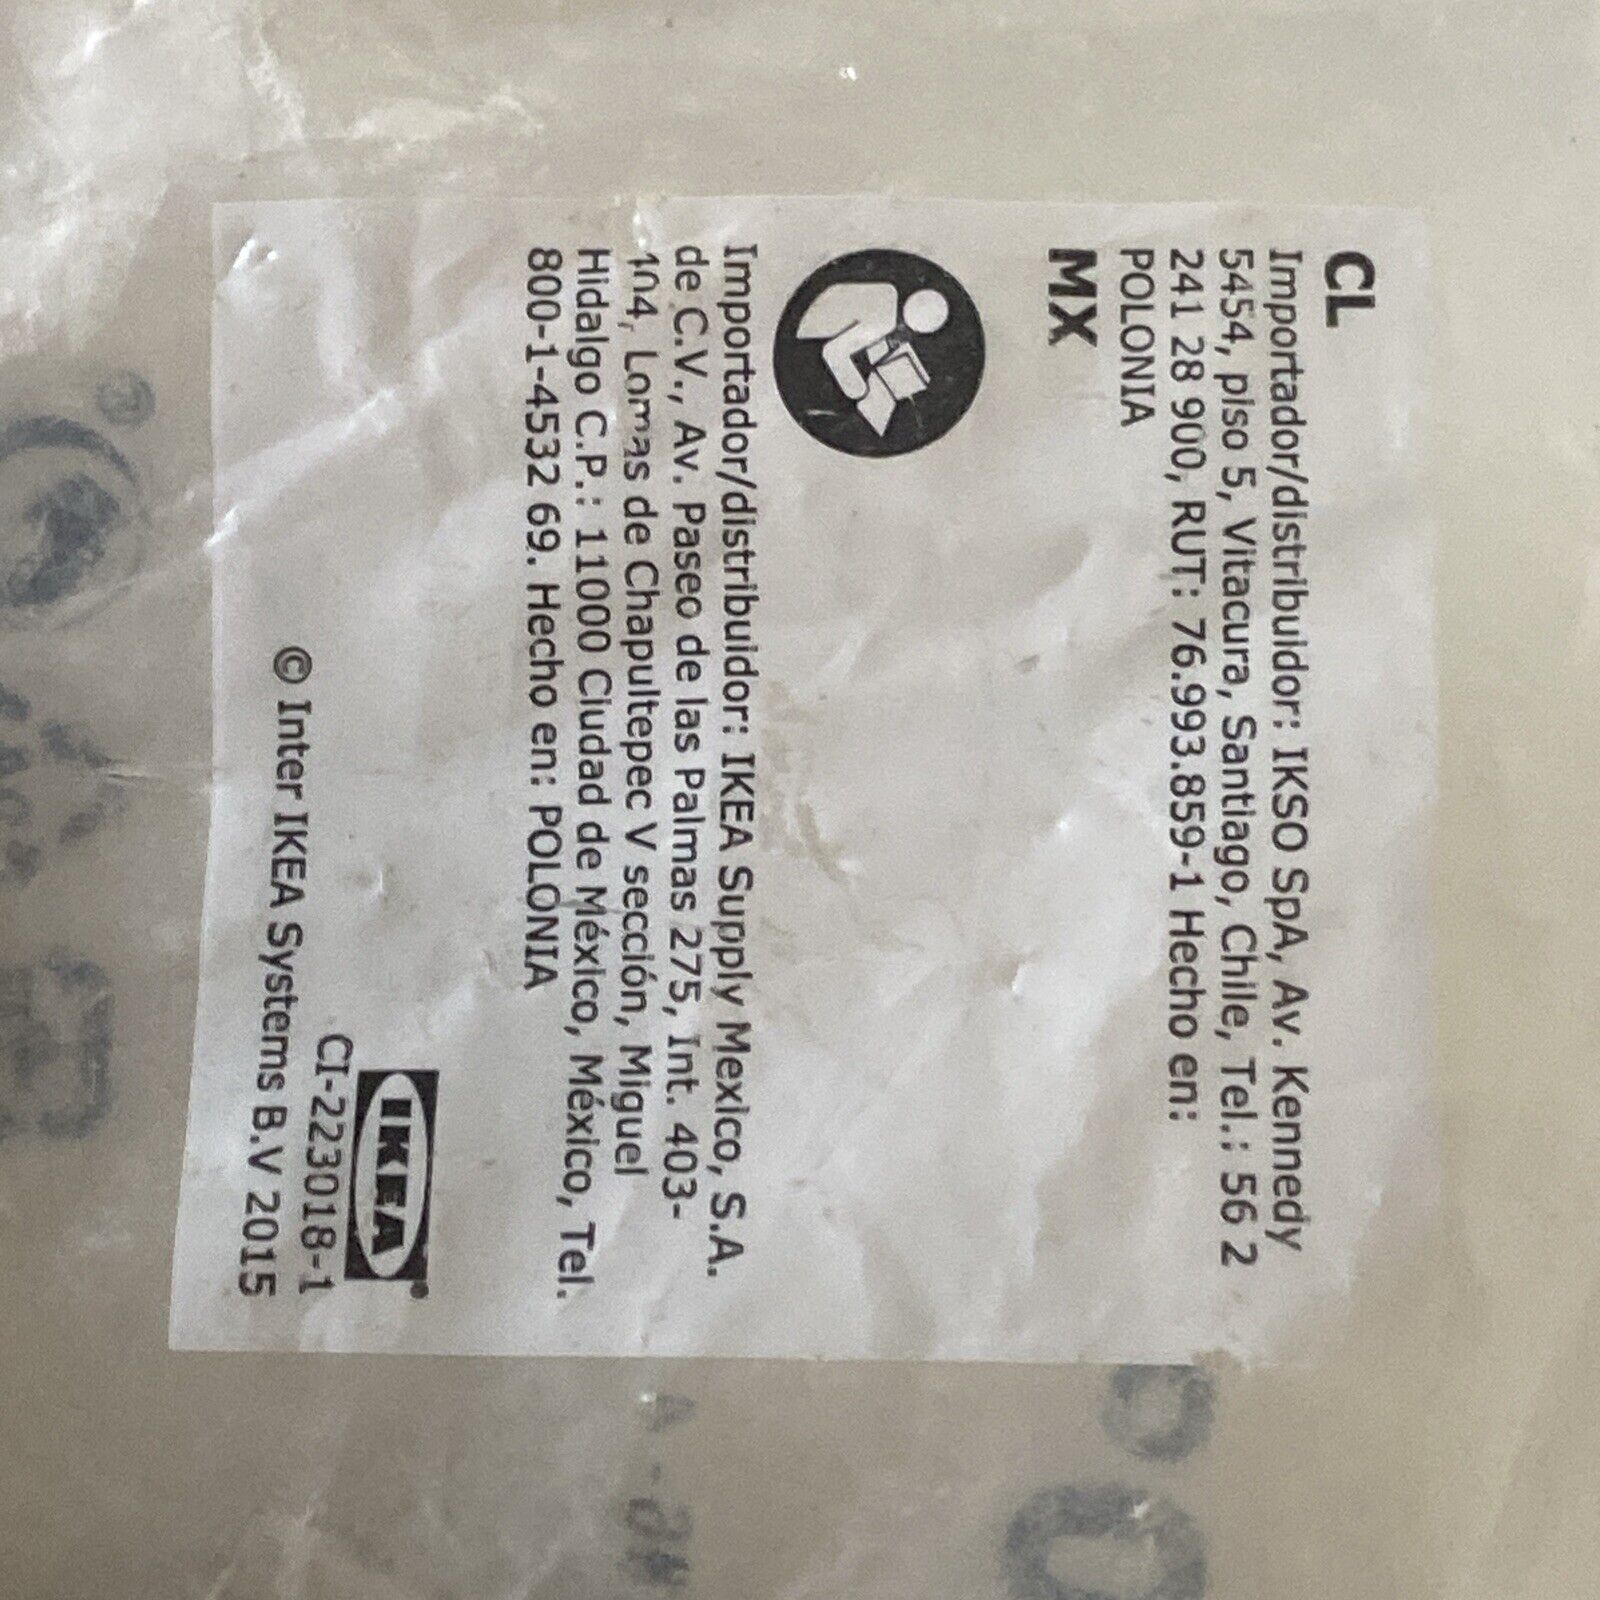 CL
Importador/distribuidor: IKSO SpA, Av. Kennedy
5454, piso 5, Vitacura, Santiago, Chile, Tel.: 56 2
241 28 900, RUT: 76.993.859-1 Hecho en:
POLONIA
MX
Importador/distribuidor: IKEA Supply Mexico, S.A.
de C.V., Av. Paseo de las Palmas 275, Int. 403-
404, Lomas de Chapultepec V sección, Miguel
Hidalgo C.P.: 11000 Ciudad de México, México, Tel.
800-1-4532 69. Hecho en: POLONIA
IKEA®
CI-223018-1
© Inter IKEA Systems B.V 2015